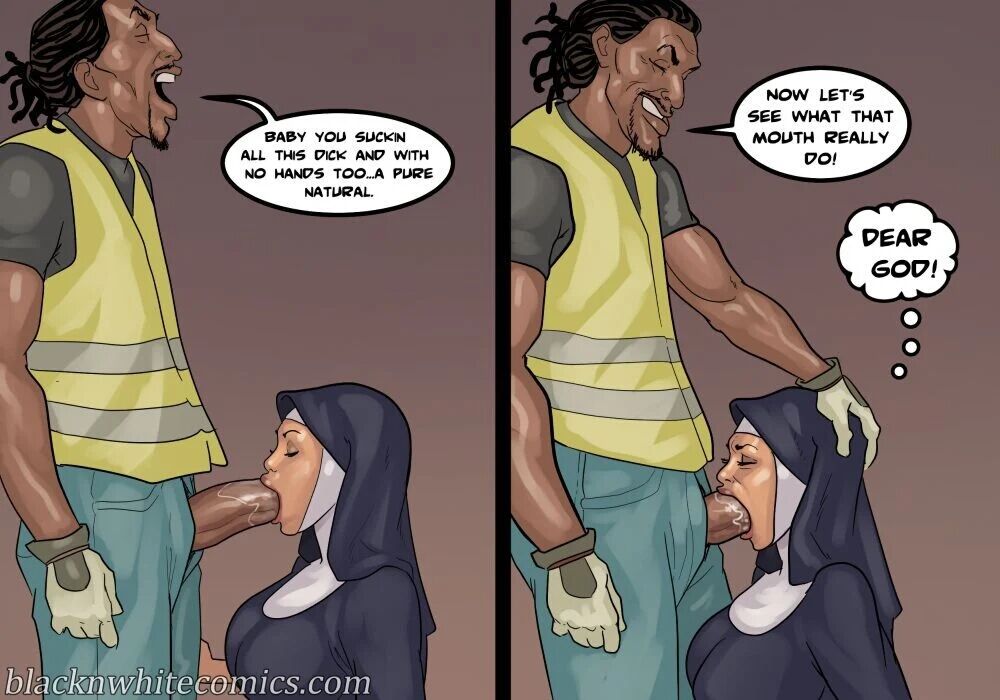 BABY YOU SUCKIN
ALL THIS DICK AND WITH
NO HANDS TOO...A PURE
NATURAL.
NOW LET'S
SEE WHAT THAT
MOUTH REALLY
DO!
DEAR
GOD!
blacknwhitecomics.com